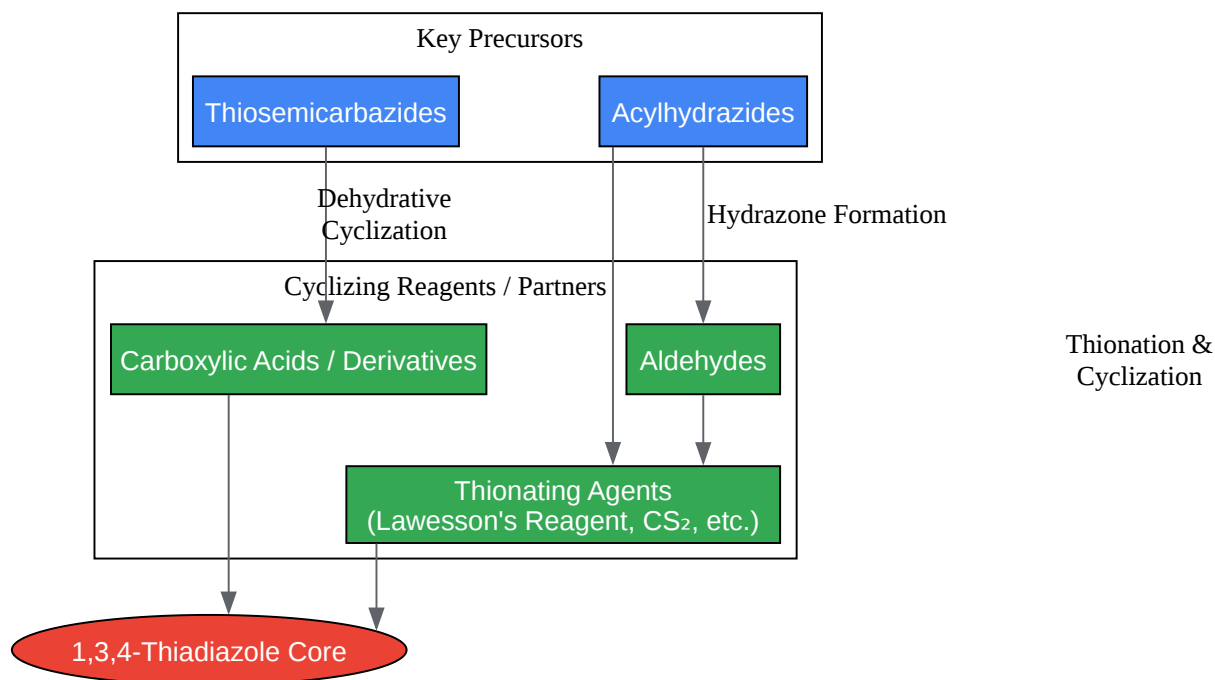 Key Precursors
Thiosemicarbazides
Acylhydrazides
Dehydrative
Cyclization
Hydrazone Formation
Cyclizing Reagents / Partners
Carboxylic Acids / Derivatives
Aldehydes
Thionation &
Cyclization
Thionating Agents
(Lawesson's Reagent, CS₂, etc.)
1,3,4-Thiadiazole Core